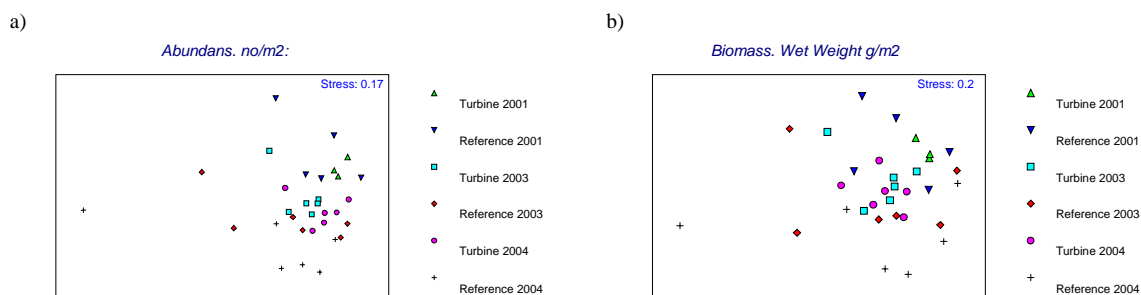 a)
Abundans. no/m2:
Stress: 0.17
Turbine 2001
Reference 2001
Turbine 2003
Reference 2003
Turbine 2004
Reference 2004
b)
Biomass. Wet Weight g/m2
Stress: 0.2
Turbine 2001
Reference 2001
Turbine 2003
Reference 2003
Turbine 2004
Reference 2004